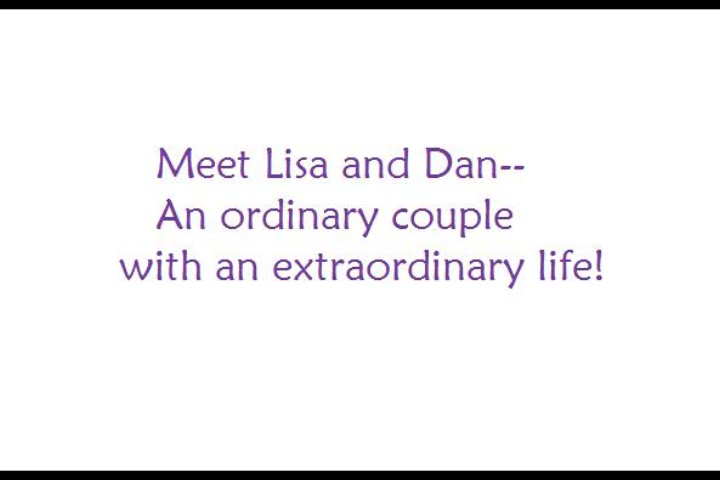 Meet Lisa and Dan--
An ordinary couple
with an extraordinary life!